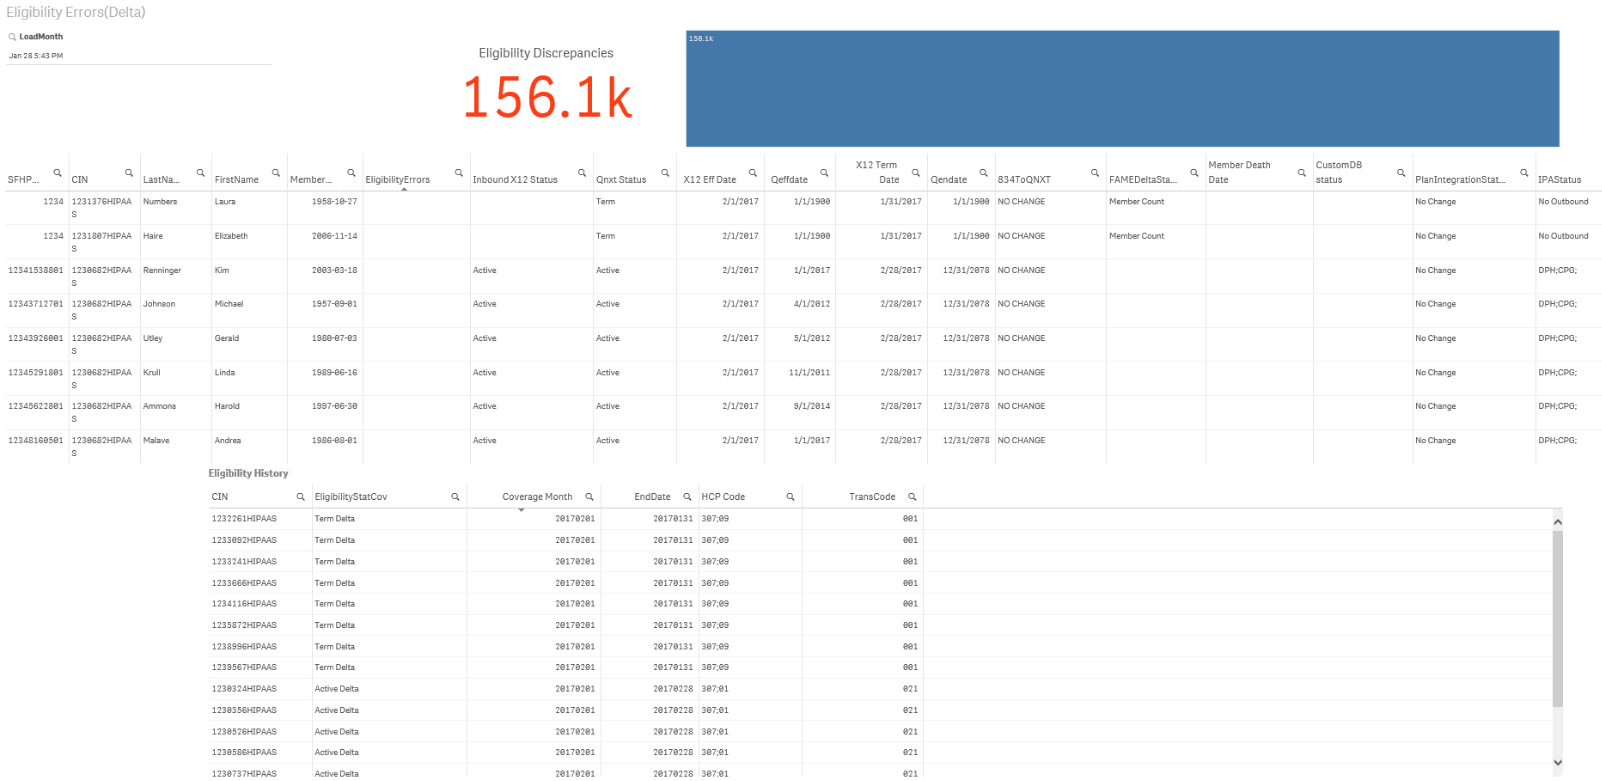 Eligibility Errors(Delta)
LoadMonth
Jan 28 5:43 PM
Eligibility Discrepancies
156.1k
156.1k
SFHP... CIN LastNa... FirstName Member... EligibilityErrors Inbound X12 Status Qnxt Status X12 Eff Date Qeffdate X12 Term Date Qendate 834ToQNXT FAMEDeltaSta... Member Death Date CustomDB status PlanIntegrationStat... IPAStatus
1234 1231376HIPAAS Numbers Laura 1958-10-27 Term 2/1/2017 1/1/1900 1/31/2017 1/1/1900 NO CHANGE Member Count No Change No Outbound
1234 1231807HIPAAS Haire Elizabeth 2006-11-14 Term 2/1/2017 1/1/1900 1/31/2017 1/1/1900 NO CHANGE Member Count No Change No Outbound
12341538801 1230682HIPAAS Renninger Kim 2003-03-18 Active Active 2/1/2017 1/1/2017 2/28/2017 12/31/2078 NO CHANGE No Change DPH;CPG;
12343712701 1230682HIPAAS Johnson Michael 1957-09-01 Active Active 2/1/2017 4/1/2012 2/28/2017 12/31/2078 NO CHANGE No Change DPH;CPG;
12343926001 1230682HIPAAS Utley Gerald 1980-07-03 Active Active 2/1/2017 5/1/2012 2/28/2017 12/31/2078 NO CHANGE No Change DPH;CPG;
12345291801 1230682HIPAAS Krull Linda 1989-06-16 Active Active 2/1/2017 11/1/2011 2/28/2017 12/31/2078 NO CHANGE No Change DPH;CPG;
12345622801 1230682HIPAAS Ammons Harold 1997-06-30 Active Active 2/1/2017 9/1/2014 2/28/2017 12/31/2078 NO CHANGE No Change DPH;CPG;
12348160501 1230682HIPAAS Malave Andrea 1986-08-01 Active Active 2/1/2017 1/1/2017 2/28/2017 12/31/2078 NO CHANGE No Change DPH;CPG;
Eligibility History
CIN EligibilityStatCov Coverage Month EndDate HCP Code TransCode
1232261HIPAAS Term Delta 20170201 20170131 307;09 001
1233092HIPAAS Term Delta 20170201 20170131 307;09 001
1233241HIPAAS Term Delta 20170201 20170131 307;09 001
1233666HIPAAS Term Delta 20170201 20170131 307;09 001
1234116HIPAAS Term Delta 20170201 20170131 307;09 001
1235872HIPAAS Term Delta 20170201 20170131 307;09 001
1238996HIPAAS Term Delta 20170201 20170131 307;09 001
1239567HIPAAS Term Delta 20170201 20170131 307;09 001
1230324HIPAAS Active Delta 20170201 20170228 307;01 021
1230356HIPAAS Active Delta 20170201 20170228 307;01 021
1230526HIPAAS Active Delta 20170201 20170228 307;01 021
1230586HIPAAS Active Delta 20170201 20170228 307;01 021
1230737HIPAAS Active Delta 20170201 20170228 307;01 021